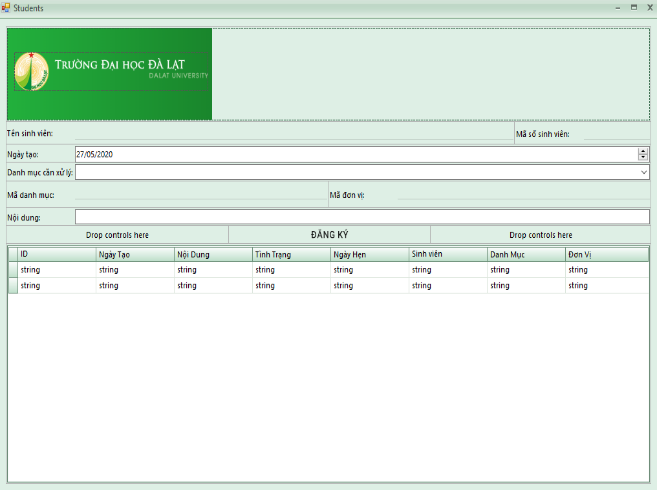 Students
TRƯỜNG ĐẠI HỌC ĐÀ LẠT
DALAT UNIVERSITY
Tên sinh viên: Mã số sinh viên:
Ngày tạo: 27/05/2020
Danh mục cần xử lý:
Mã danh mục: Mã đơn vị:
Nội dung:
Drop controls here ĐĂNG KÝ Drop controls here
ID Ngày Tạo Nội Dung Tình Trạng Ngày Hẹn Sinh viên Danh Mục Đơn Vị
string string string string string string string string
string string string string string string string string